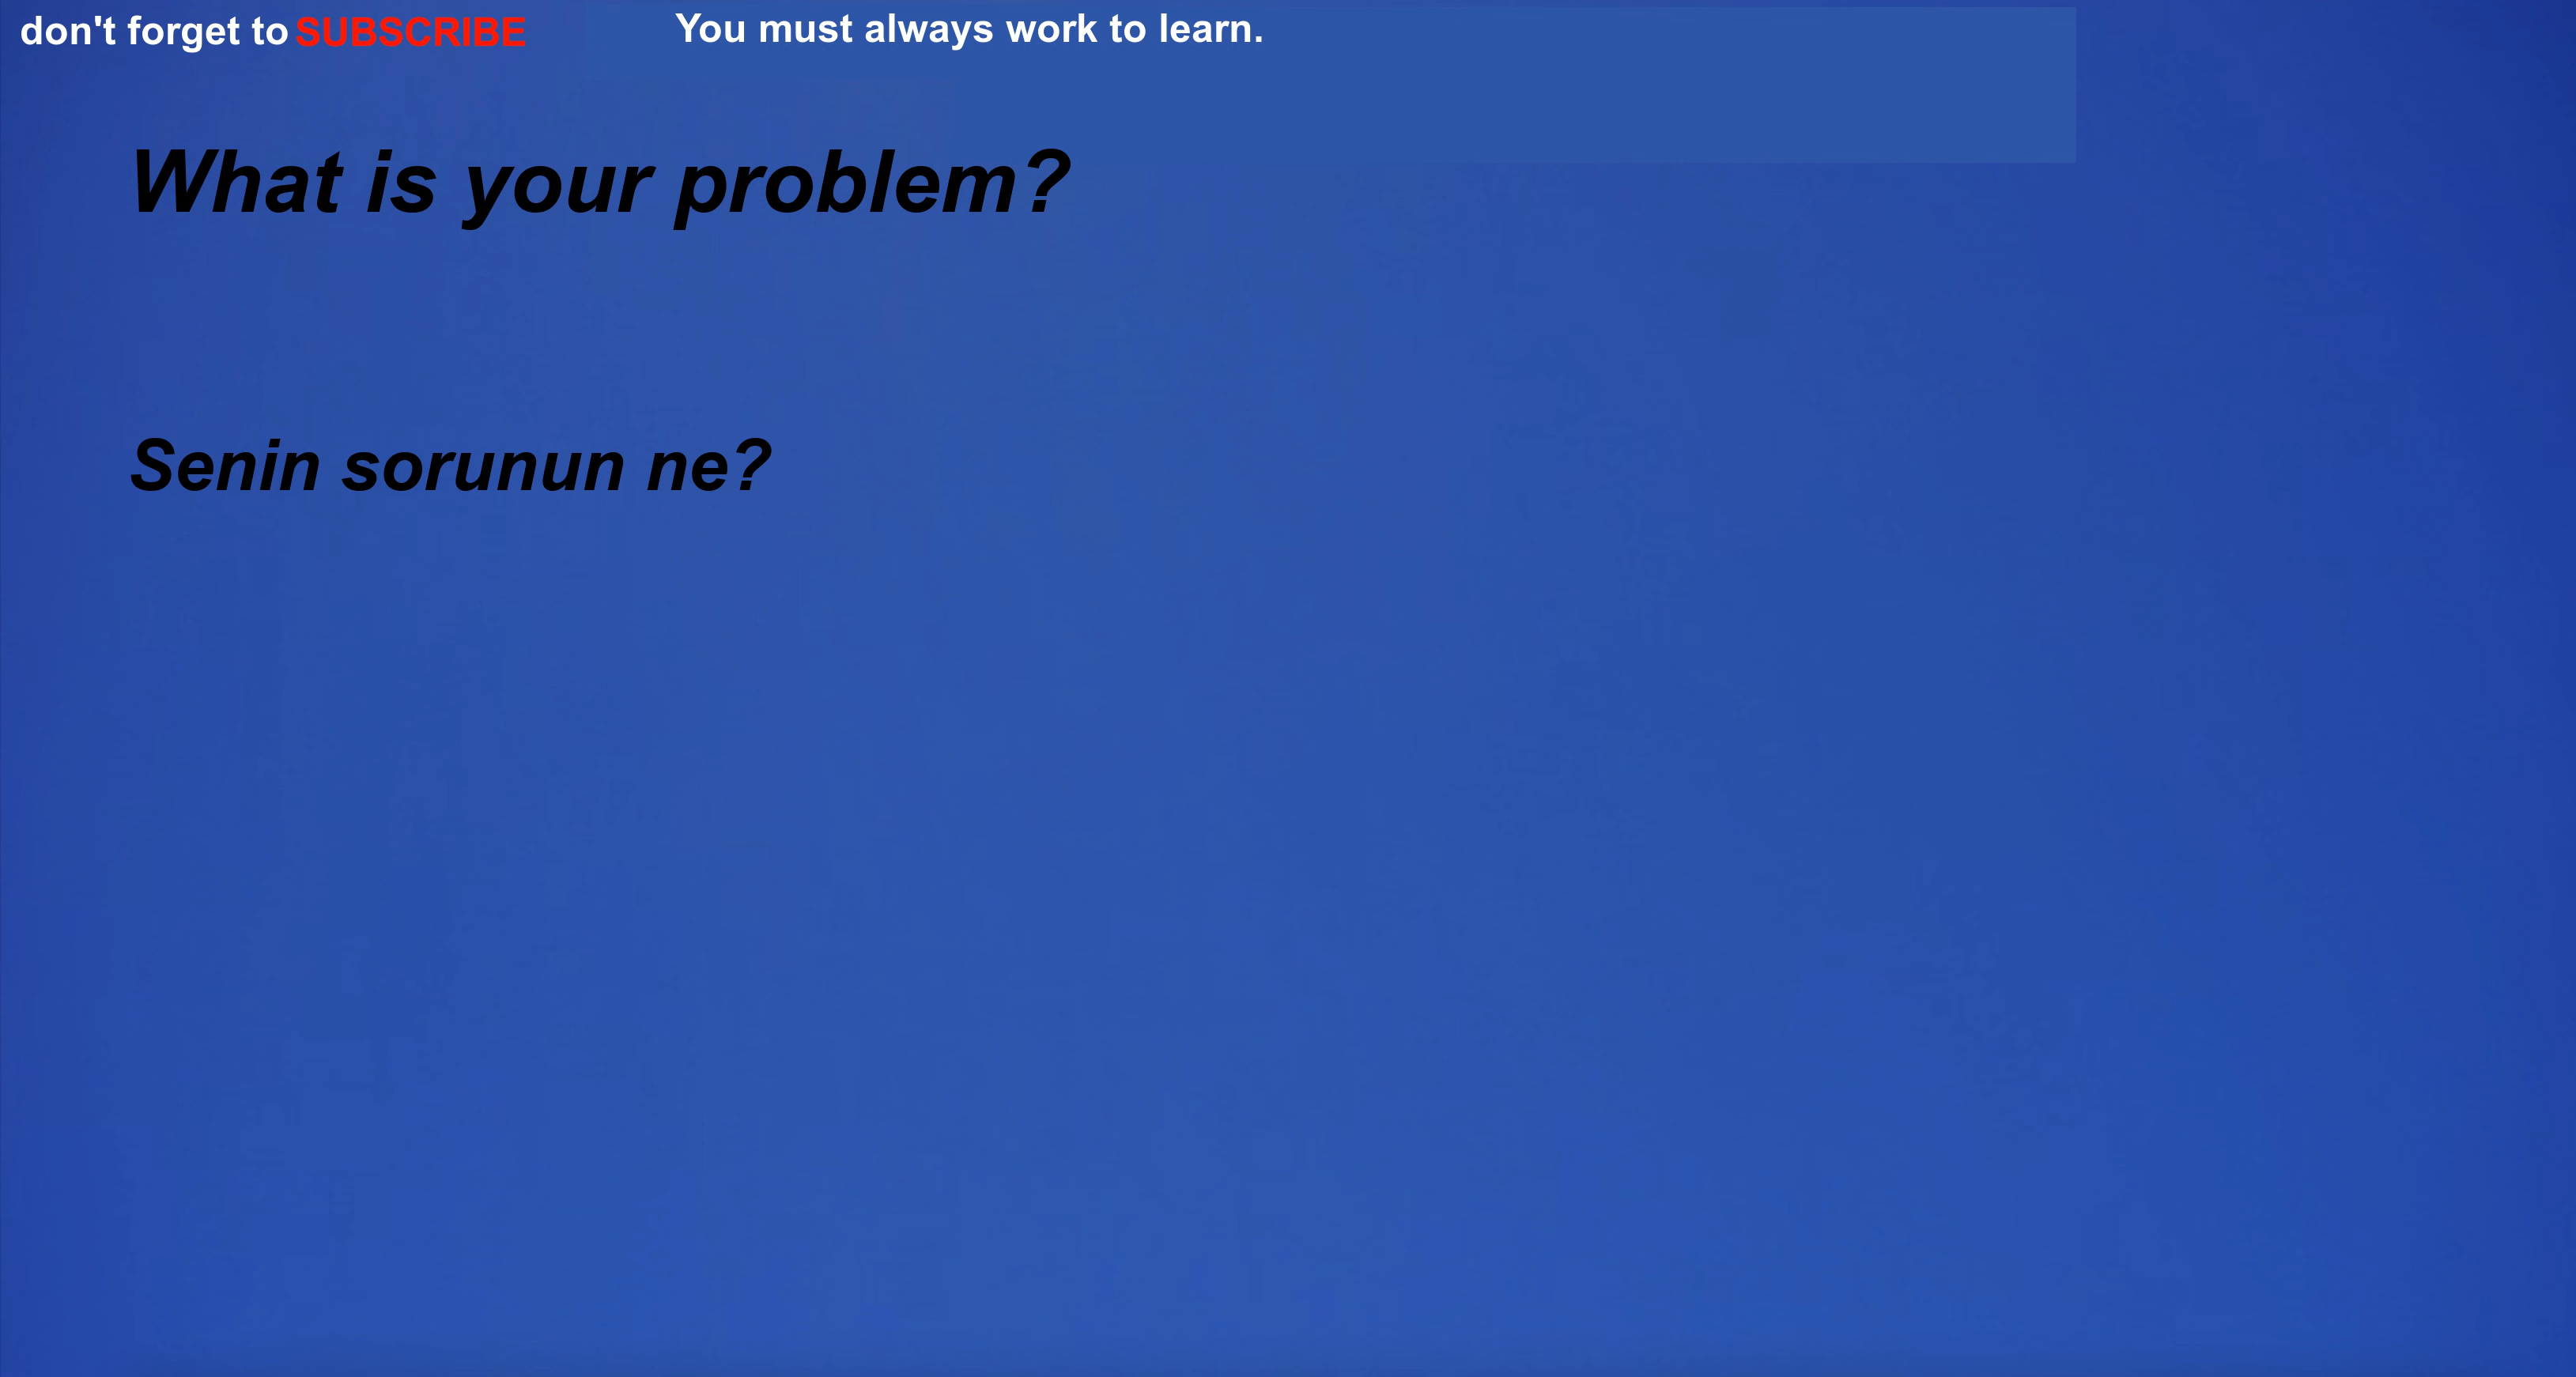 don't forget to SUBSCRIBE You must always work to learn.
What is your problem?
Senin sorunun ne?